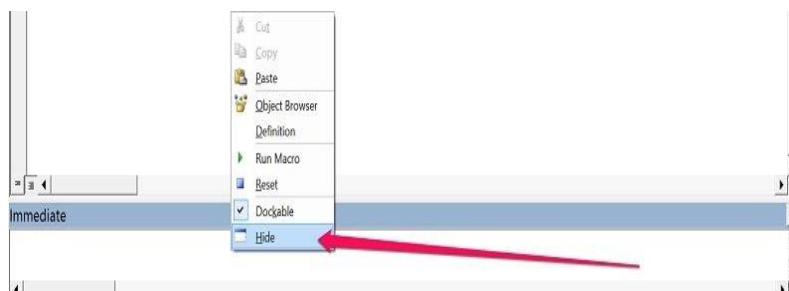 Cut
Copy
Paste
Object Browser
Definition
Run Macro
Reset
Dockable
Immediate
Hide